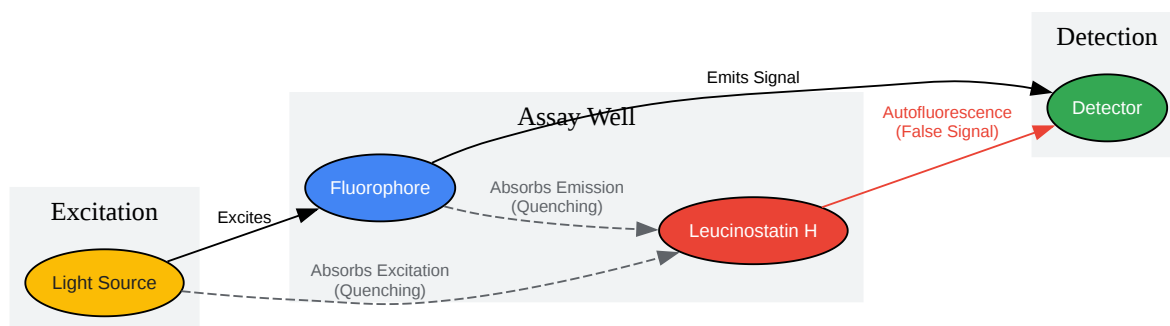 Excitation
Light Source
Excites
Absorbs Excitation
(Quenching)
Assay Well
Fluorophore
Absorbs Emission
(Quenching)
Leucinostatin H
Emits Signal
Autofluorescence
(False Signal)
Detection
Detector